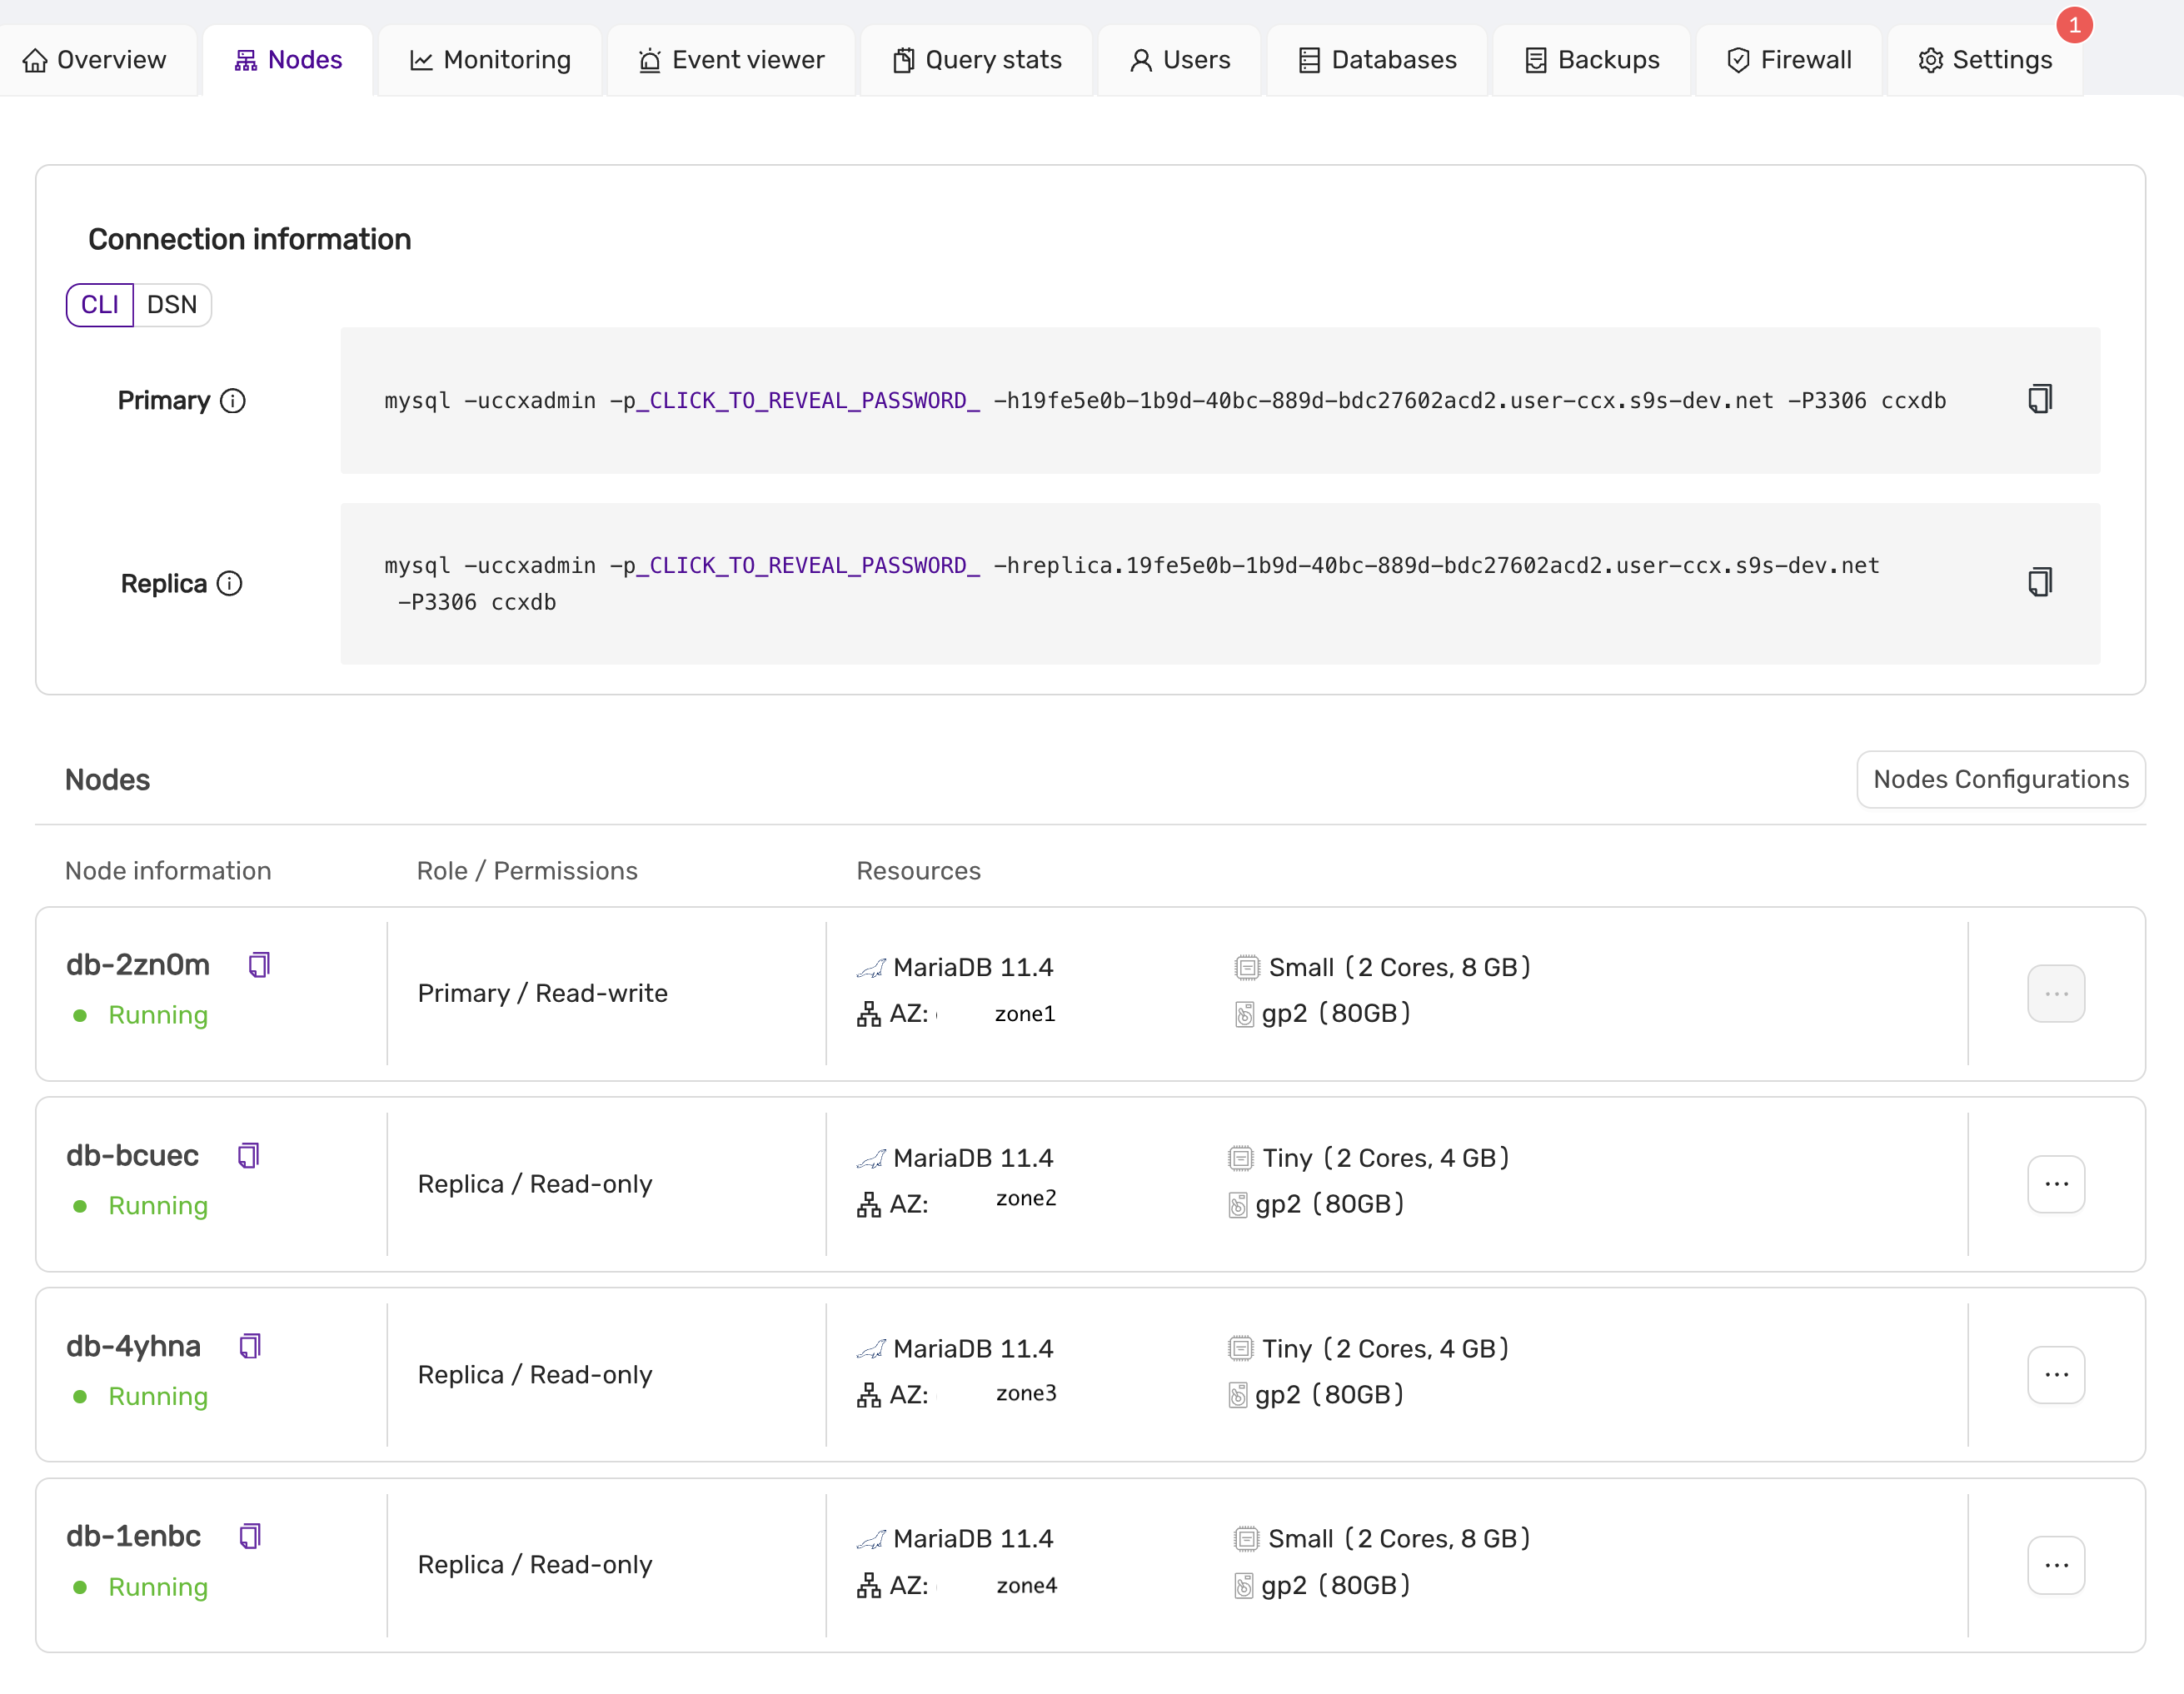 Overview Nodes Monitoring Event viewer Query stats Users Databases Backups Firewall Settings 1
Connection information
CLI DSN
Primary
mysql -uccxadmin -p_CLICK_TO_REVEAL_PASSWORD_ -h19fe5e0b-1b9d-40bc-889d-bdc27602acd2.user-ccx.s9s-dev.net -P3306 ccxdb
Replica
mysql -uccxadmin -p_CLICK_TO_REVEAL_PASSWORD_ -hreplica.19fe5e0b-1b9d-40bc-889d-bdc27602acd2.user-ccx.s9s-dev.net
-P3306 ccxdb
Nodes
Nodes Configurations
Node information Role / Permissions Resources
db-2zn0m
Running
Primary / Read-write
MariaDB 11.4
AZ: zone1
Small (2 Cores, 8 GB)
gp2 (80GB)
...
db-bcuec
Running
Replica / Read-only
MariaDB 11.4
AZ: zone2
Tiny (2 Cores, 4 GB)
gp2 (80GB)
...
db-4yhna
Running
Replica / Read-only
MariaDB 11.4
AZ: zone3
Tiny (2 Cores, 4 GB)
gp2 (80GB)
...
db-1enbc
Running
Replica / Read-only
MariaDB 11.4
AZ: zone4
Small (2 Cores, 8 GB)
gp2 (80GB)
...